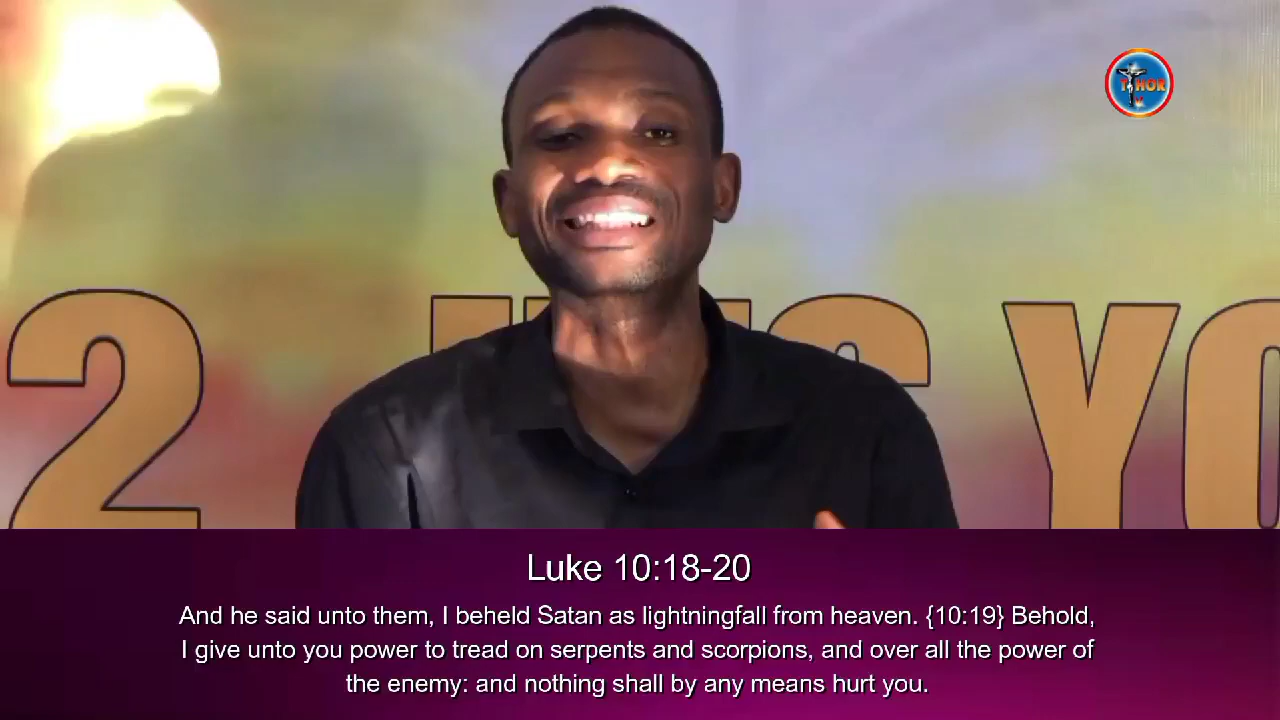 THOR
2 YO
Luke 10:18-20
And he said unto them, I beheld Satan as lightningfall from heaven. {10:19} Behold,
I give unto you power to tread on serpents and scorpions, and over all the power of
the enemy: and nothing shall by any means hurt you.